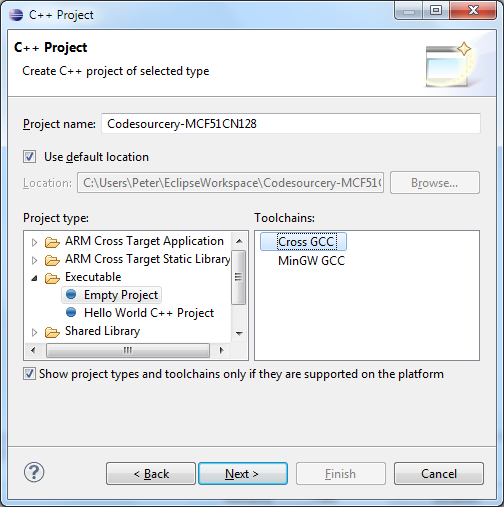 C++ Project
C++ Project
Create C++ project of selected type
Project name: Codesourcery-MCF51CN128
Use default location
Location: C:\Users\Peter\EclipseWorkspace\Codesourcery-MCF51C
Browse...
Project type:
Toolchains:
ARM Cross Target Application
ARM Cross Target Static Library
Executable
Empty Project
Hello World C++ Project
Shared Library
Cross GCC
MinGW GCC
Show project types and toolchains only if they are supported on the platform
?
< Back
Next >
Finish
Cancel